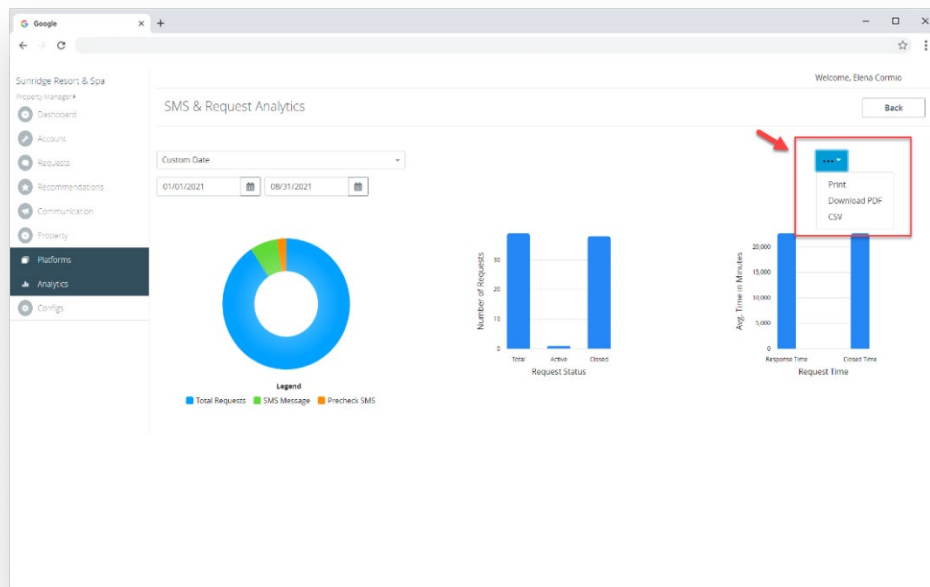 Google
Welcome, Elena Cormio
Sunridge Resort & Spa
Property Manager
Dashboard
Account
Requests
Recommendations
Communication
Property
Platforms
Analytics
Configs
SMS & Request Analytics
Back
Custom Date
01/01/2021
08/31/2021
Print
Download PDF
CSV
Legend
Total Requests
SMS Message
Precheck SMS
Number of Requests
30
20
10
0
Total
Active
Closed
Request Status
Avg. Time in Minutes
20,000
15,000
10,000
5,000
0
Response Time
Closed Time
Request Time